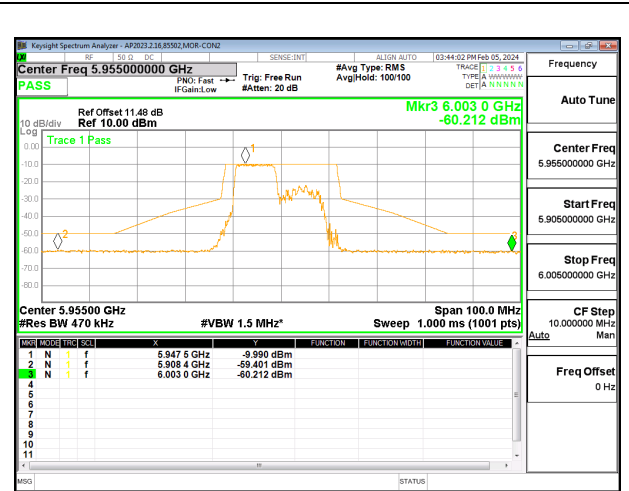 Keysight Spectrum Analyzer - AP2023.2.16,85502,MOR-CON2
RF 50 Ω DC SENSE:INT ALIGN AUTO 03:44:02 PM Feb 05, 2024
Center Freq 5.955000000 GHz #Avg Type: RMS TRACE 1 2 3 4 5 6
PASS PNO: Fast Trig: Free Run Avg|Hold: 100/100 TYPE A WWWWW
IFGain:Low #Atten: 20 dB DET A N N N N N
Mkr3 6.003 0 GHz
Ref Offset 11.48 dB
10 dB/div Ref 10.00 dBm -60.212 dBm
Log
Trace 1 Pass
0.00
1
-10.0
-20.0
-30.0
-40.0
-50.0
2
3
-60.0
-70.0
-80.0
Center 5.95500 GHz Span 100.0 MHz
#Res BW 470 kHz #VBW 1.5 MHz* Sweep 1.000 ms (1001 pts)
MKR MODE TRC SCL X Y FUNCTION FUNCTION WIDTH FUNCTION VALUE
1 N 1 f 5.947 5 GHz -9.990 dBm
2 N 1 f 5.908 4 GHz -59.401 dBm
3 N 1 f 6.003 0 GHz -60.212 dBm
4
5
6
7
8
9
10
11
MSG STATUS
Frequency
Auto Tune
Center Freq
5.955000000 GHz
Start Freq
5.905000000 GHz
Stop Freq
6.005000000 GHz
CF Step
10.000000 MHz
Auto Man
Freq Offset
0 Hz